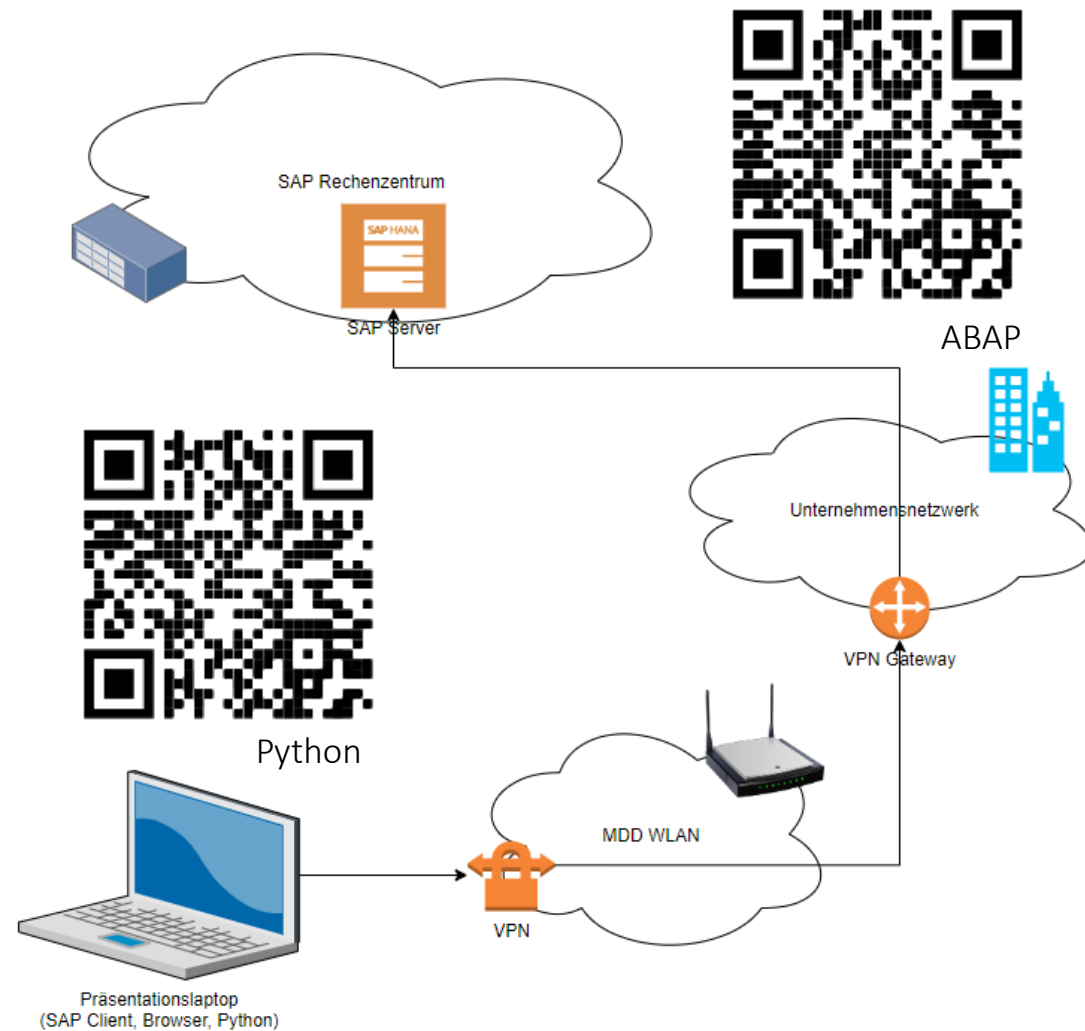 SAP Rechenzentrum
SAP HANA
SAP Server
ABAP
Unternehmensnetzwerk
VPN Gateway
Python
MDD WLAN
VPN
Präsentationslaptop
(SAP Client, Browser, Python)